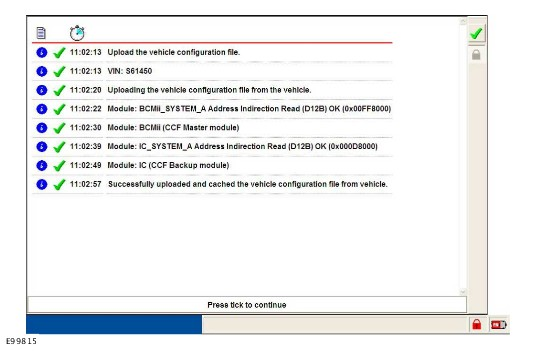 11:02:13 Upload the vehicle configuration file.
11:02:13 VIN: S61450
11:02:20 Uploading the vehicle configuration file from the vehicle.
11:02:22 Module: BCMii_SYSTEM_A Address Indirection Read (D12B) OK (0x00FF8000)
11:02:30 Module: BCMii (CCF Master module)
11:02:39 Module: IC_SYSTEM_A Address Indirection Read (D12B) OK (0x000D8000)
11:02:49 Module: IC (CCF Backup module)
11:02:57 Successfully uploaded and cached the vehicle configuration file from vehicle.
Press tick to continue
E99815